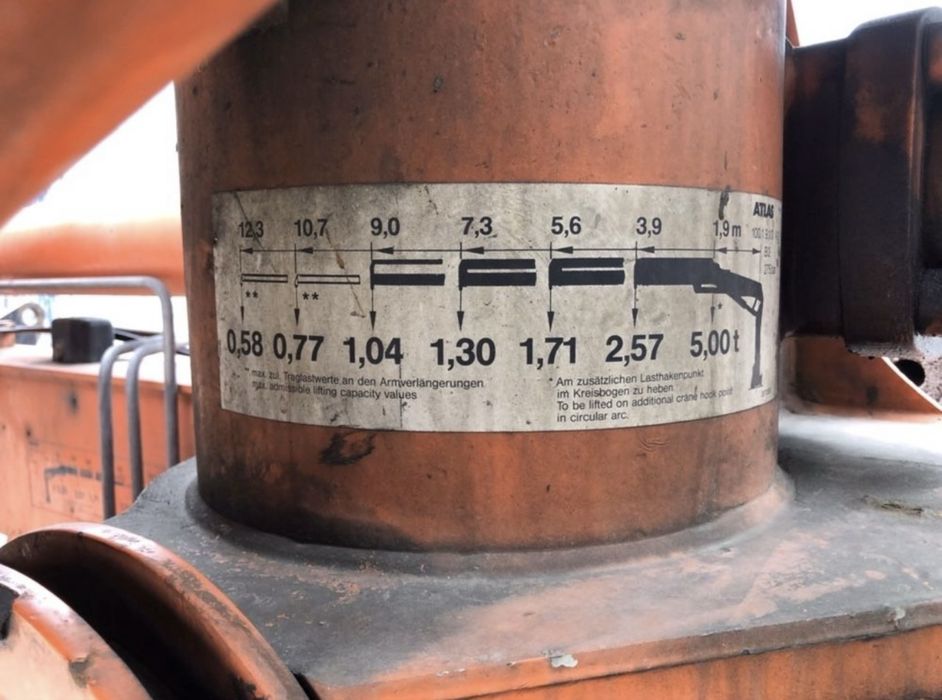 ATLAS
12,3 10,7 9,0 7,3 5,6 3,9 1,9 m
** ** *
0,58 0,77 1,04 1,30 1,71 2,57 5,00 t
** max. zul. Traglastwerte an den Armverlängerungen
max. admissible lifting capacity values
* Am zusätzlichen Lasthakenpunkt
im Kreisbogen zu heben
To be lifted on additional crane hook point
in circular arc.